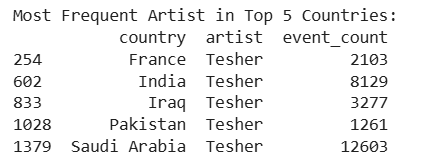 Most Frequent Artist in Top 5 Countries:
country artist event_count
254 France Tesher 2103
602 India Tesher 8129
833 Iraq Tesher 3277
1028 Pakistan Tesher 1261
1379 Saudi Arabia Tesher 12603